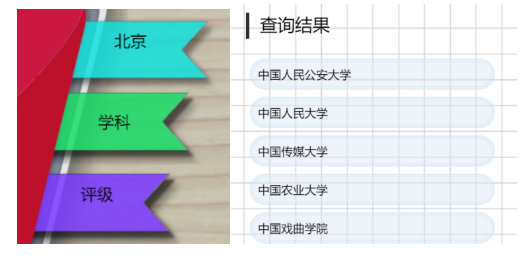 北京
学科
评级
查询结果
中国人民公安大学
中国人民大学
中国传媒大学
中国农业大学
中国戏曲学院